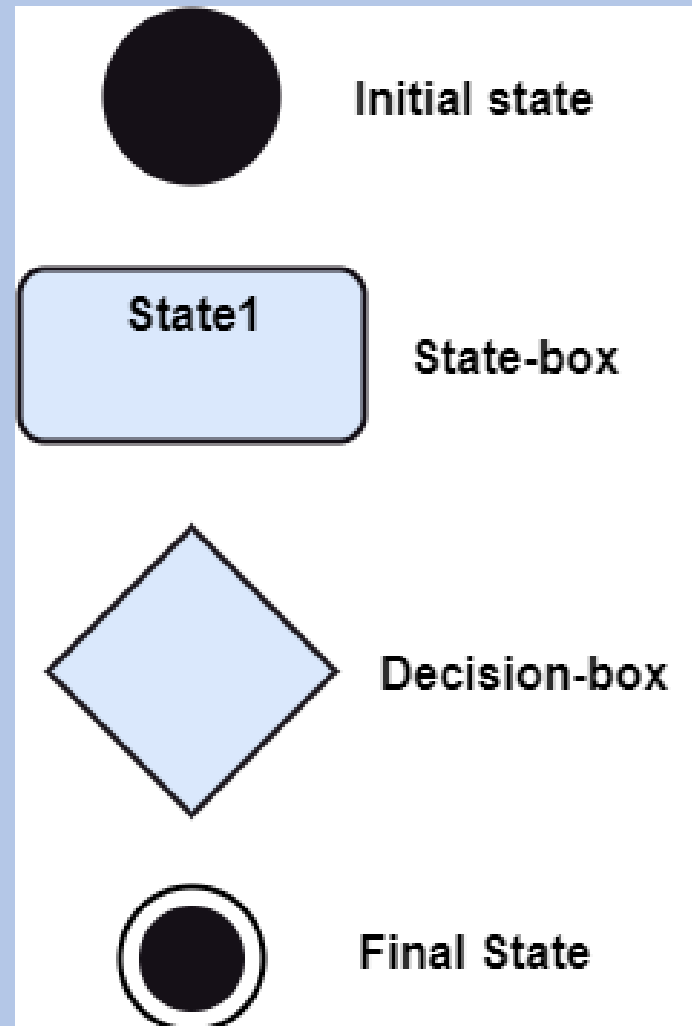 Initial state
State1
State-box
Decision-box
Final State